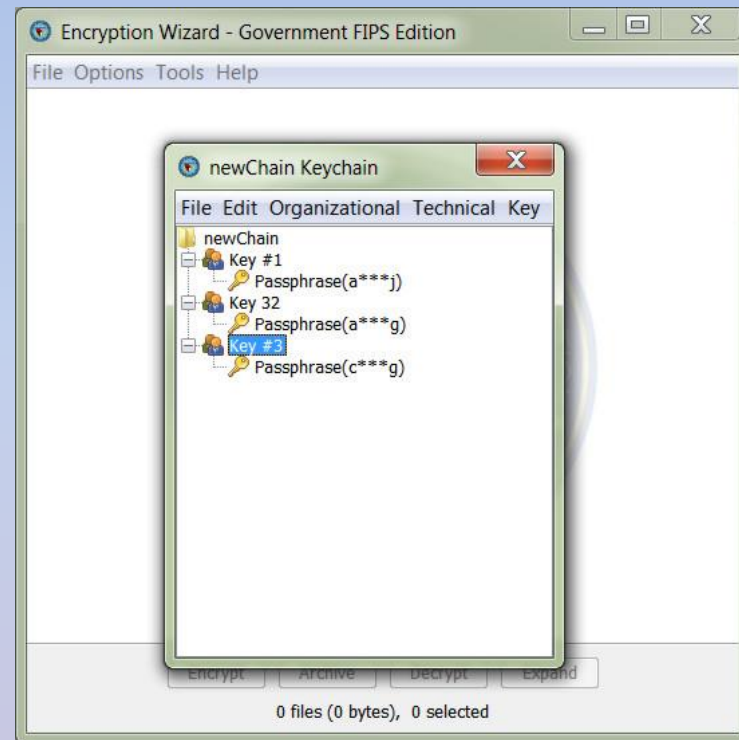 Encryption Wizard - Government FIPS Edition
File Options Tools Help
newChain Keychain
File Edit Organizational Technical Key
newChain
Key #1
Passphrase(a***j)
Key 32
Passphrase(a***g)
Key #3
Passphrase(c***g)
Encrypt Archive Decrypt Expand
0 files (0 bytes), 0 selected